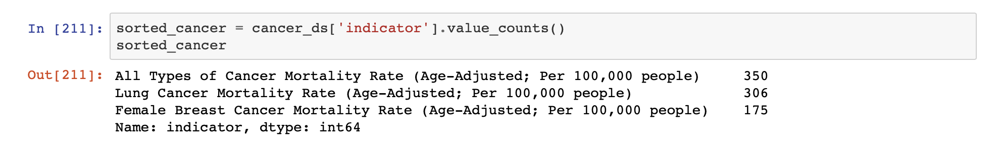 In [211]: sorted_cancer = cancer_ds['indicator'].value_counts()
sorted_cancer
Out[211]: All Types of Cancer Mortality Rate (Age-Adjusted; Per 100,000 people) 350
Lung Cancer Mortality Rate (Age-Adjusted; Per 100,000 people) 306
Female Breast Cancer Mortality Rate (Age-Adjusted; Per 100,000 people) 175
Name: indicator, dtype: int64